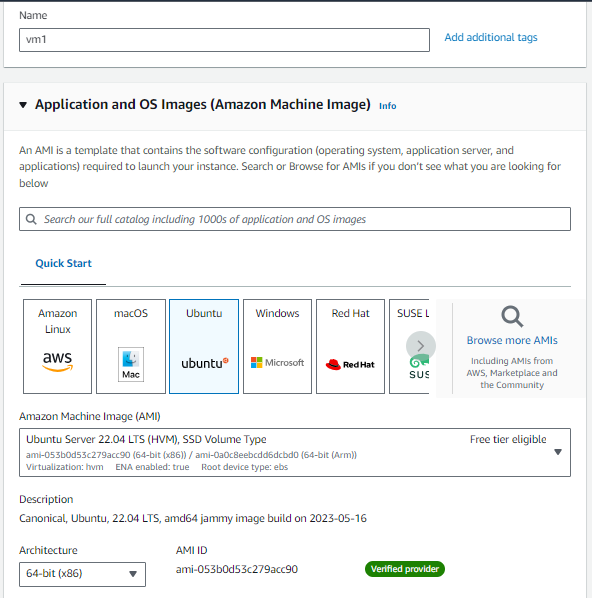 Name
vm1
Add additional tags
Application and OS Images (Amazon Machine Image) Info
An AMI is a template that contains the software configuration (operating system, application server, and
applications) required to launch your instance. Search or Browse for AMIs if you don't see what you are looking for
below
Search our full catalog including 1000s of application and OS images
Quick Start
Amazon
Linux
aws
macOS
Mac
Ubuntu
ubuntu
Windows
Microsoft
Red Hat
Red Hat
SUSE L
SUS
Browse more AMIs
Including AMIs from
AWS, Marketplace and
the Community
Amazon Machine Image (AMI)
Ubuntu Server 22.04 LTS (HVM), SSD Volume Type
Free tier eligible
ami-053b0d53c279acc90 (64-bit (x86)) / ami-0a0c8eebcdd6dcbd0 (64-bit (Arm))
Virtualization: hvm ENA enabled: true Root device type: ebs
Description
Canonical, Ubuntu, 22.04 LTS, amd64 jammy image build on 2023-05-16
Architecture
64-bit (x86)
AMI ID
ami-053b0d53c279acc90
Verified provider